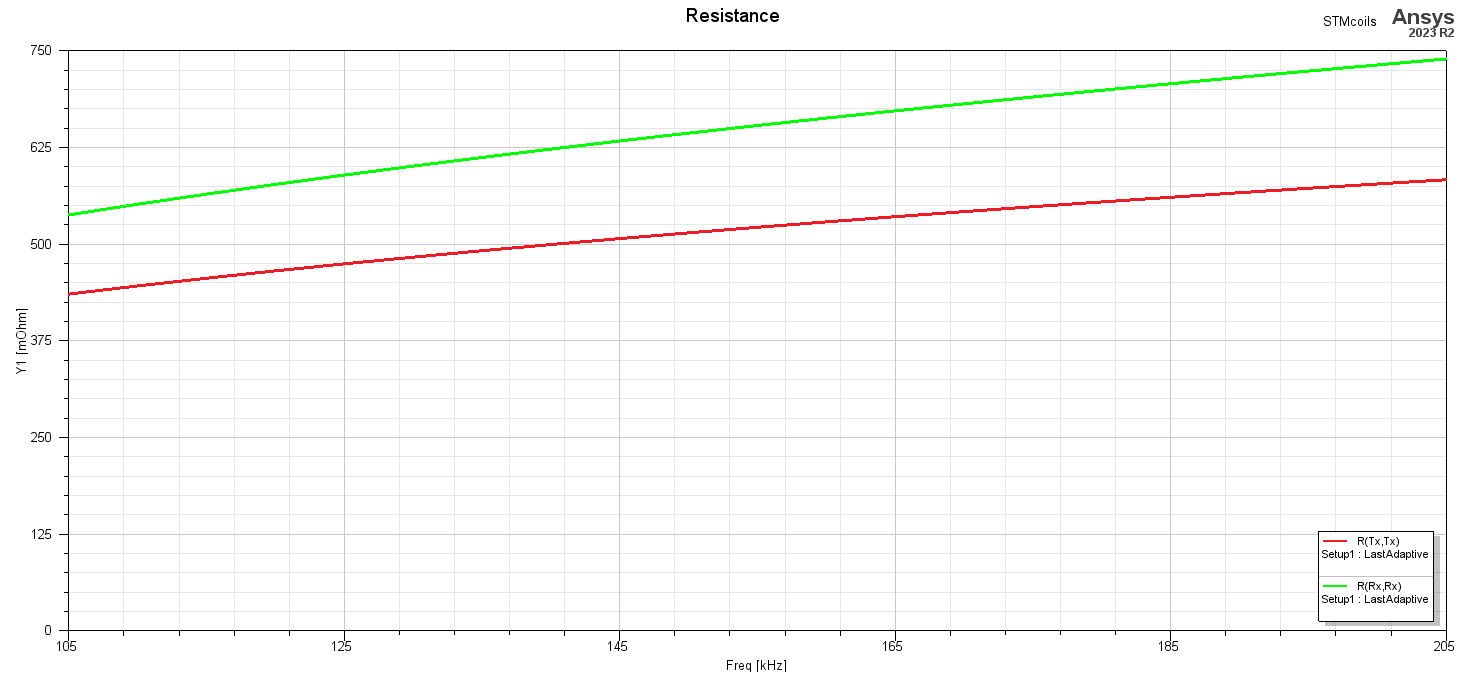 Resistance
STMcoils
Ansys
2023 R2
750
625
500
375
250
125
0
Y1 [mOhm]
R(Tx,Tx)
Setup1 : LastAdaptive
R(Rx,Rx)
Setup1 : LastAdaptive
105 125 145 165 185 205
Freq [kHz]